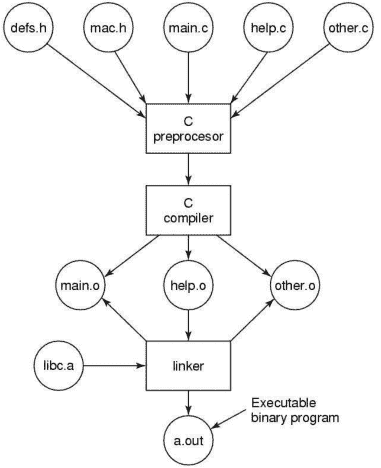 defs.h
mac.h
main.c
help.c
other.c
C
preprocesor
C
compiler
main.o
help.o
other.o
libc.a
linker
Executable
binary program
a.out